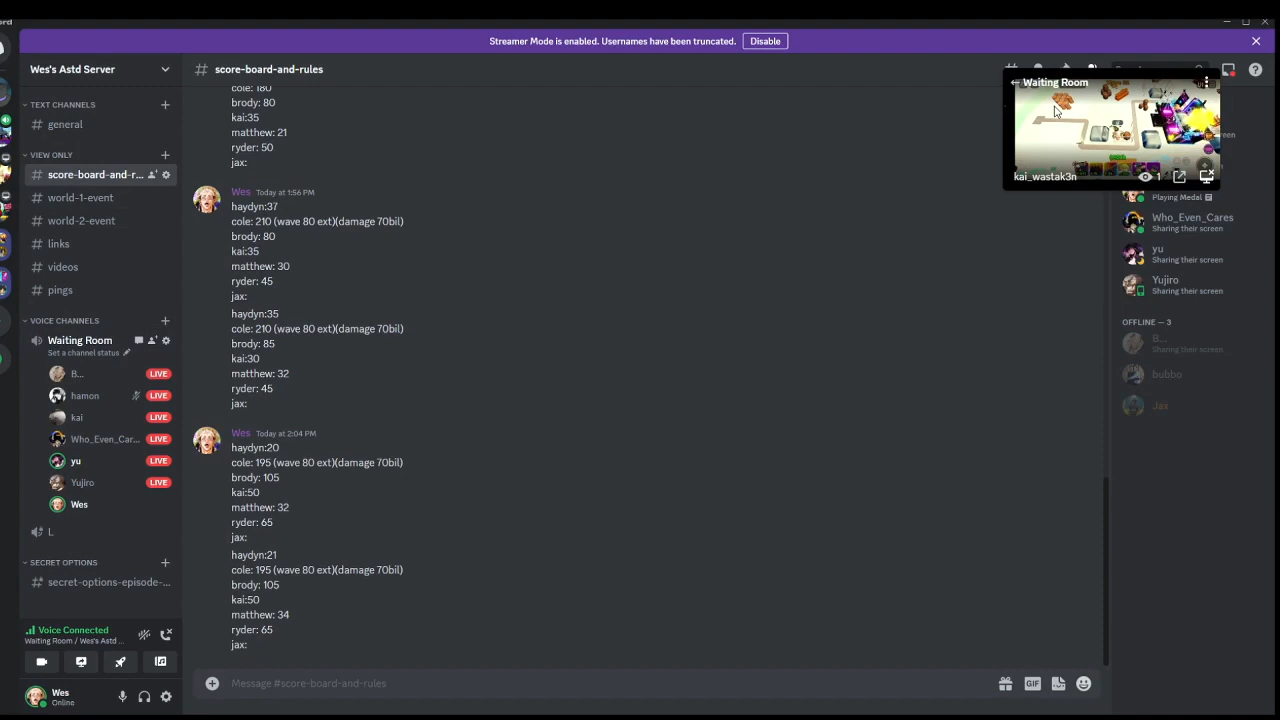 Streamer Mode is enabled. Usernames have been truncated.
Disable
Wes's Astd Server
score-board-and-rules
TEXT CHANNELS
general
VIEW ONLY
score-board-and-r...
world-1-event
world-2-event
links
videos
pings
VOICE CHANNELS
Waiting Room
Set a channel status
B... LIVE
hamon LIVE
kai LIVE
Who_Even_Car... LIVE
yu LIVE
Yujiro LIVE
Wes
L
SECRET OPTIONS
secret-options-episode-...
Voice Connected
Waiting Room / Wes's Astd ...
Wes
Online
cole: 180
brody: 80
kai:35
matthew: 21
ryder: 50
jax:
Wes Today at 1:56 PM
haydyn:37
cole: 210 (wave 80 ext)(damage 70bil)
brody: 80
kai:35
matthew: 30
ryder: 45
jax:
haydyn:35
cole: 210 (wave 80 ext)(damage 70bil)
brody: 85
kai:30
matthew: 32
ryder: 45
jax:
Wes Today at 2:04 PM
haydyn:20
cole: 195 (wave 80 ext)(damage 70bil)
brody: 105
kai:50
matthew: 32
ryder: 65
jax:
haydyn:21
cole: 195 (wave 80 ext)(damage 70bil)
brody: 105
kai:50
matthew: 34
ryder: 65
jax:
Message #score-board-and-rules
GIF
Waiting Room
kai_wastak3n
1
Playing Medal
Who_Even_Cares
Sharing their screen
yu
Sharing their screen
Yujiro
Sharing their screen
OFFLINE — 3
B...
Sharing their screen
bubbo
Jax